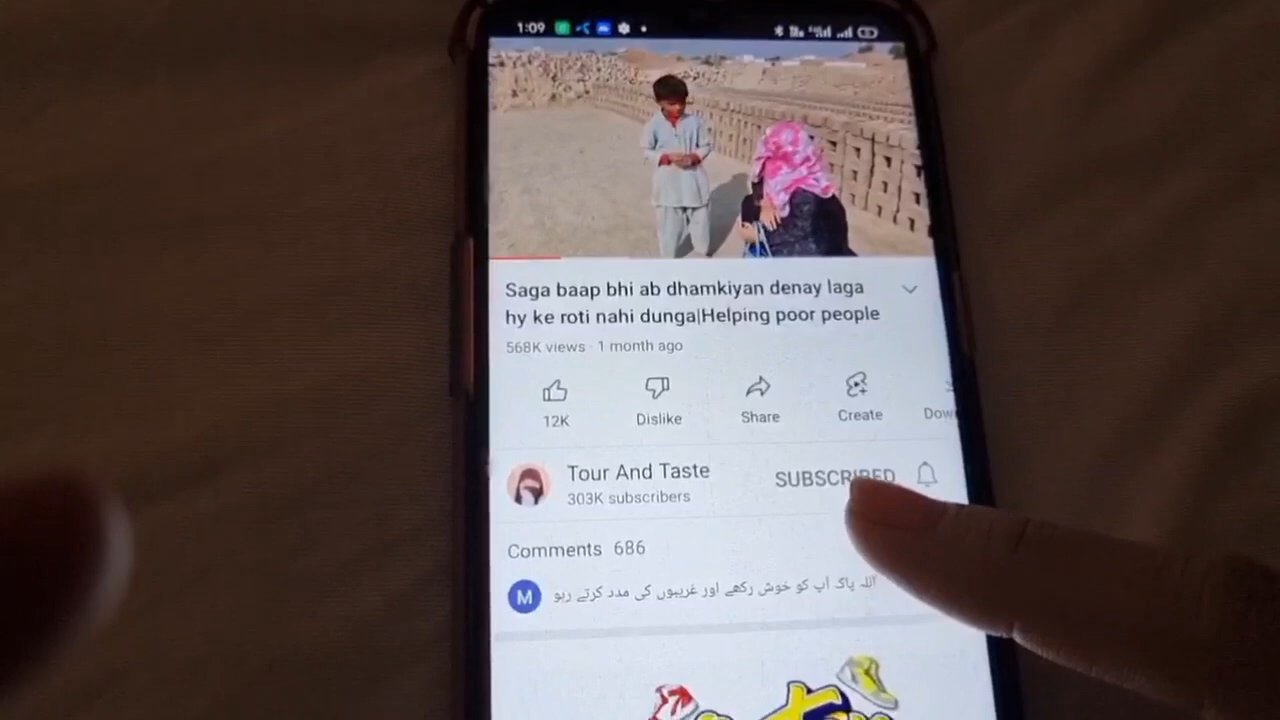 1:09
Saga baap bhi ab dhamkiyan denay laga
hy ke roti nahi dunga|Helping poor people
568K views · 1 month ago
12K
Dislike
Share
Create
Dow
Tour And Taste
303K subscribers
SUBSCRIBED
Comments 686
M
اللہ پاک آپ کو خوش رکھے اور غریبوں کی مدد کرتے رہو